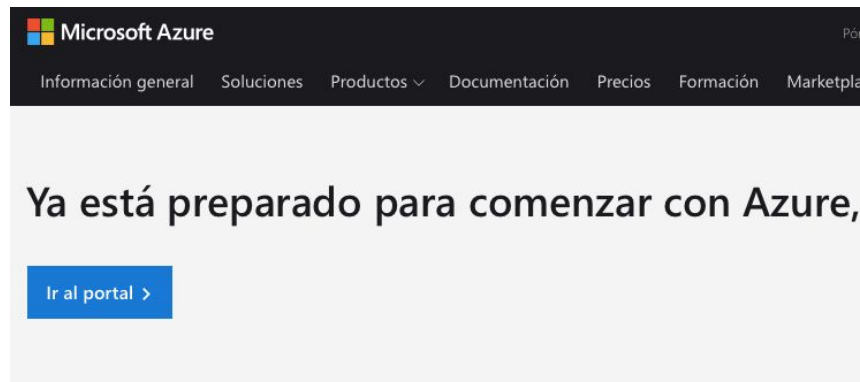 Microsoft Azure
Información general Soluciones Productos Documentación Precios Formación
Ya está preparado para comenzar con Azure,
Ir al portal >